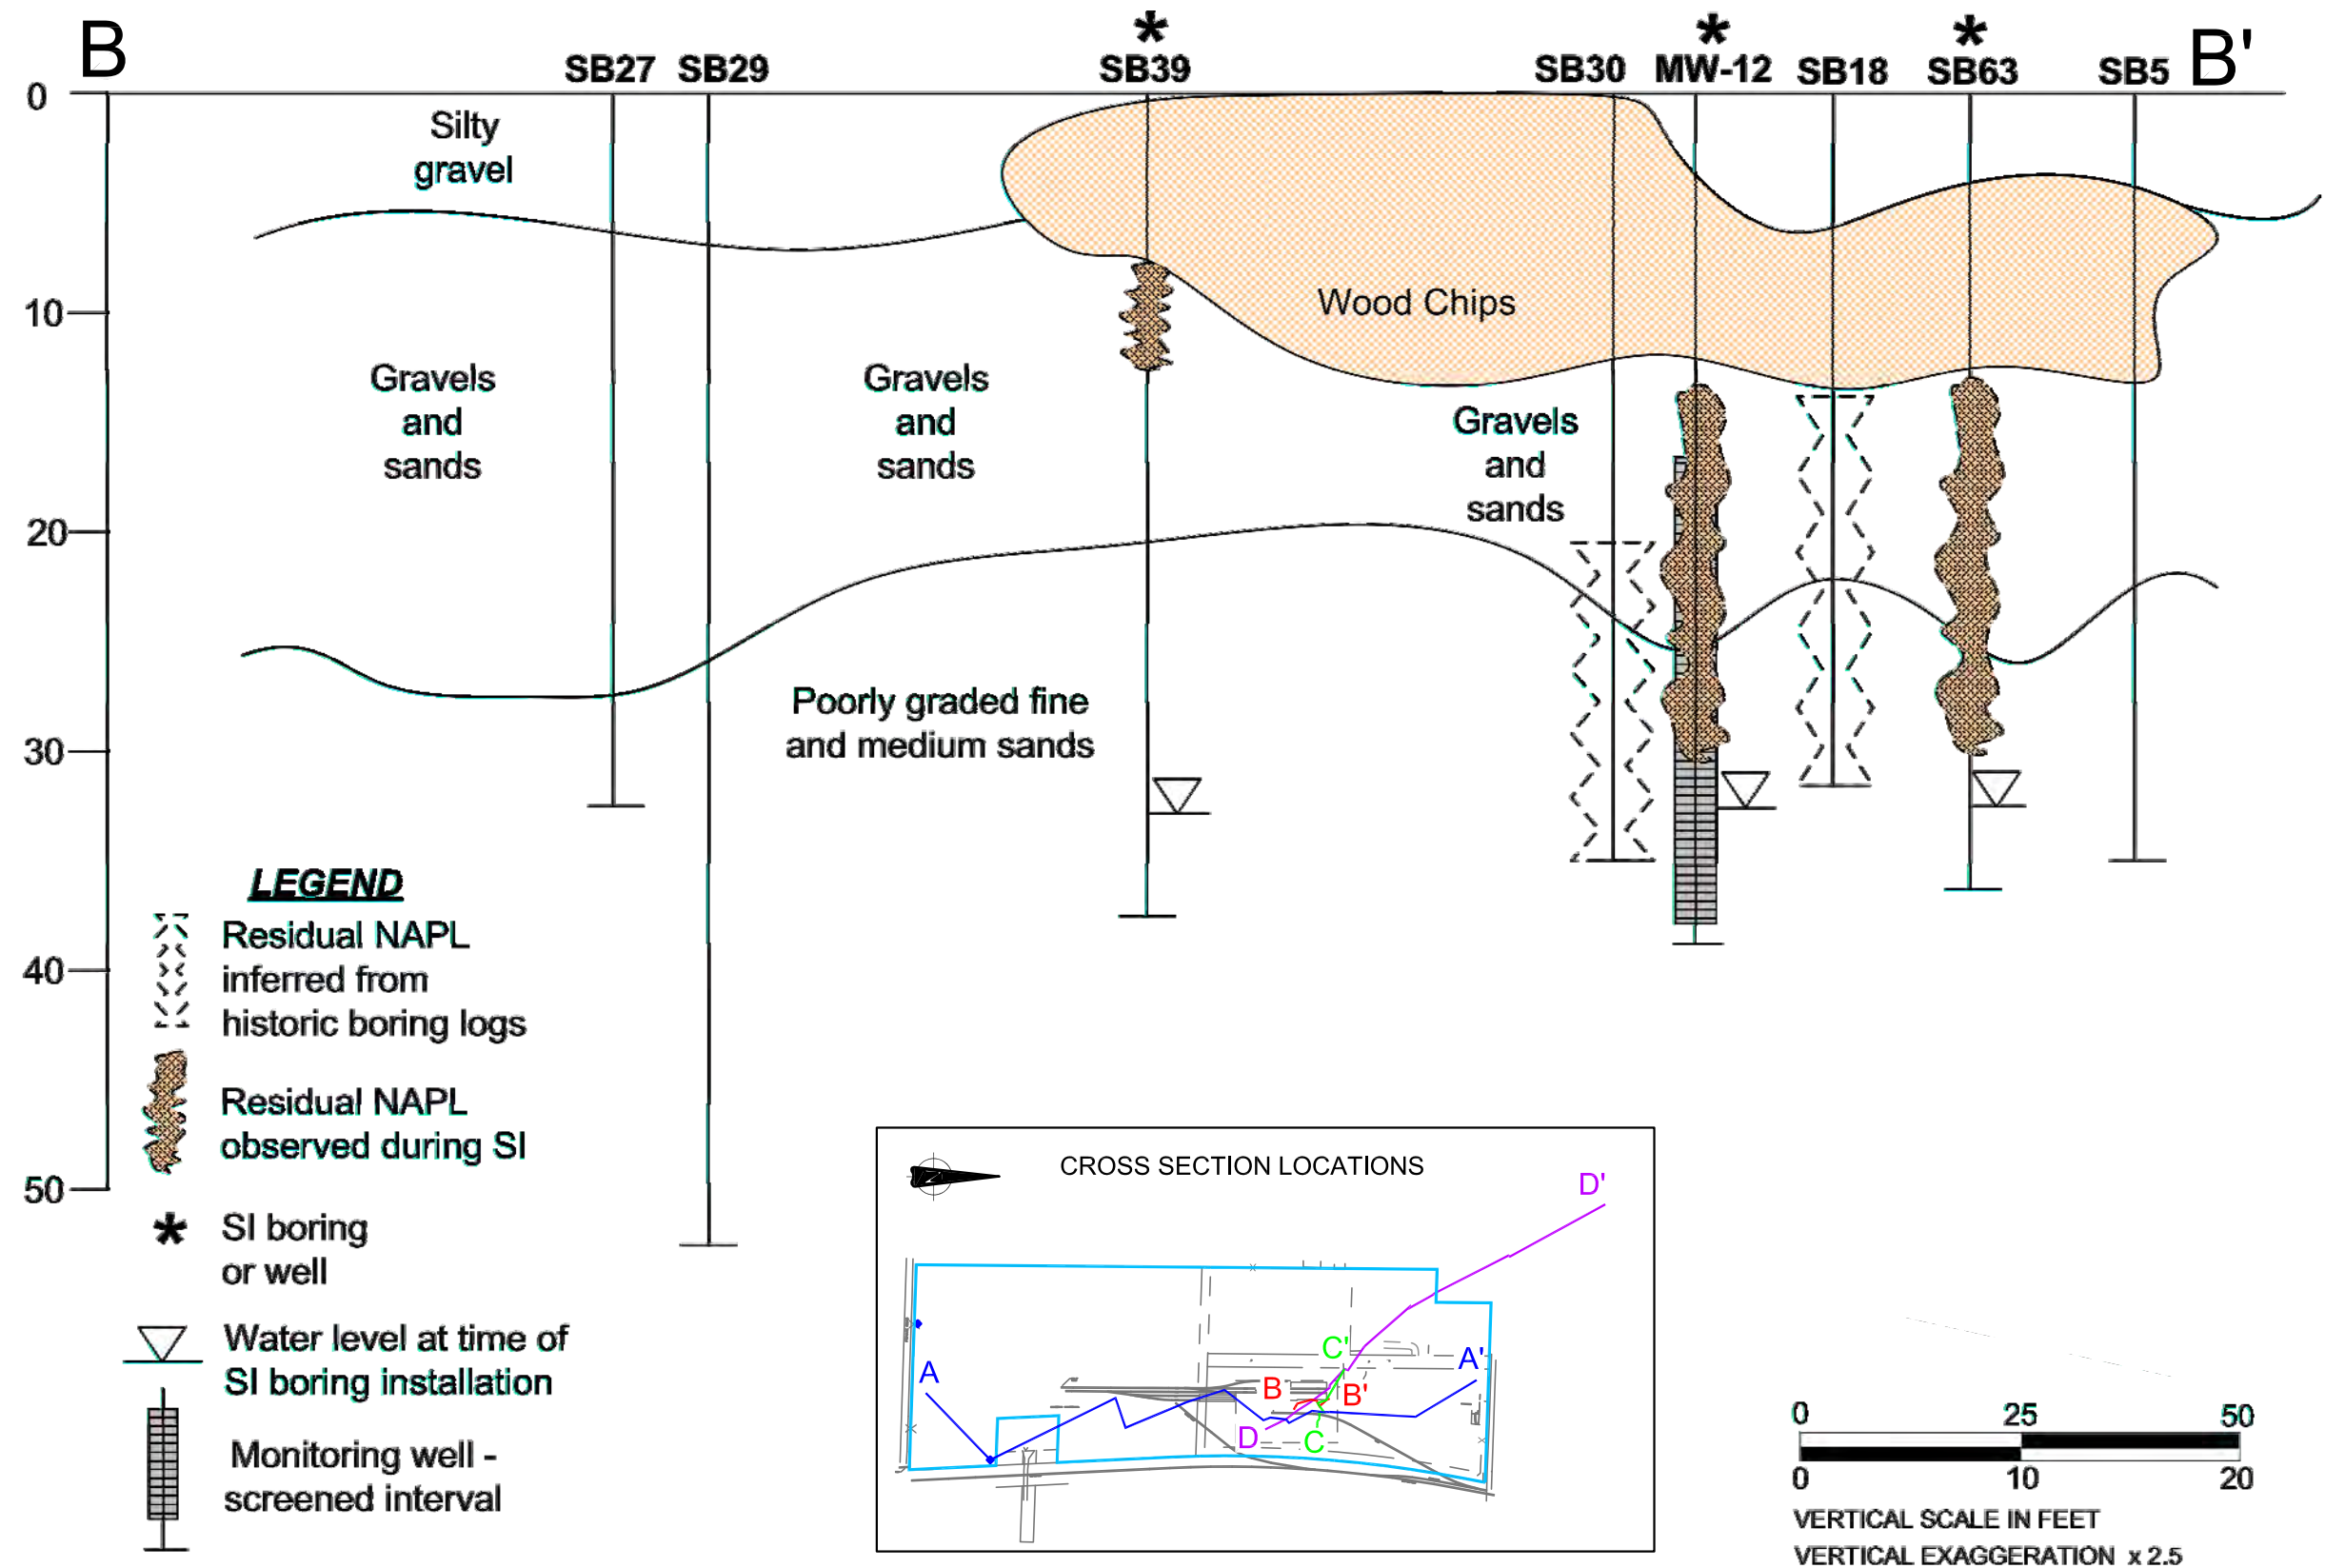 B
SB27
SB29
*
SB39
SB30
*
MW-12
SB18
*
SB63
SB5
B'
0
10
20
30
40
50
Silty
gravel
Wood Chips
Gravels
and
sands
Gravels
and
sands
Gravels
and
sands
Poorly graded fine
and medium sands
LEGEND
Residual NAPL
inferred from
historic boring logs
Residual NAPL
observed during SI
* SI boring
or well
Water level at time of
SI boring installation
Monitoring well -
screened interval
CROSS SECTION LOCATIONS
D'
C'
A'
A
B
B'
D
C
0 25 50
0 10 20
VERTICAL SCALE IN FEET
VERTICAL EXAGGERATION x 2.5